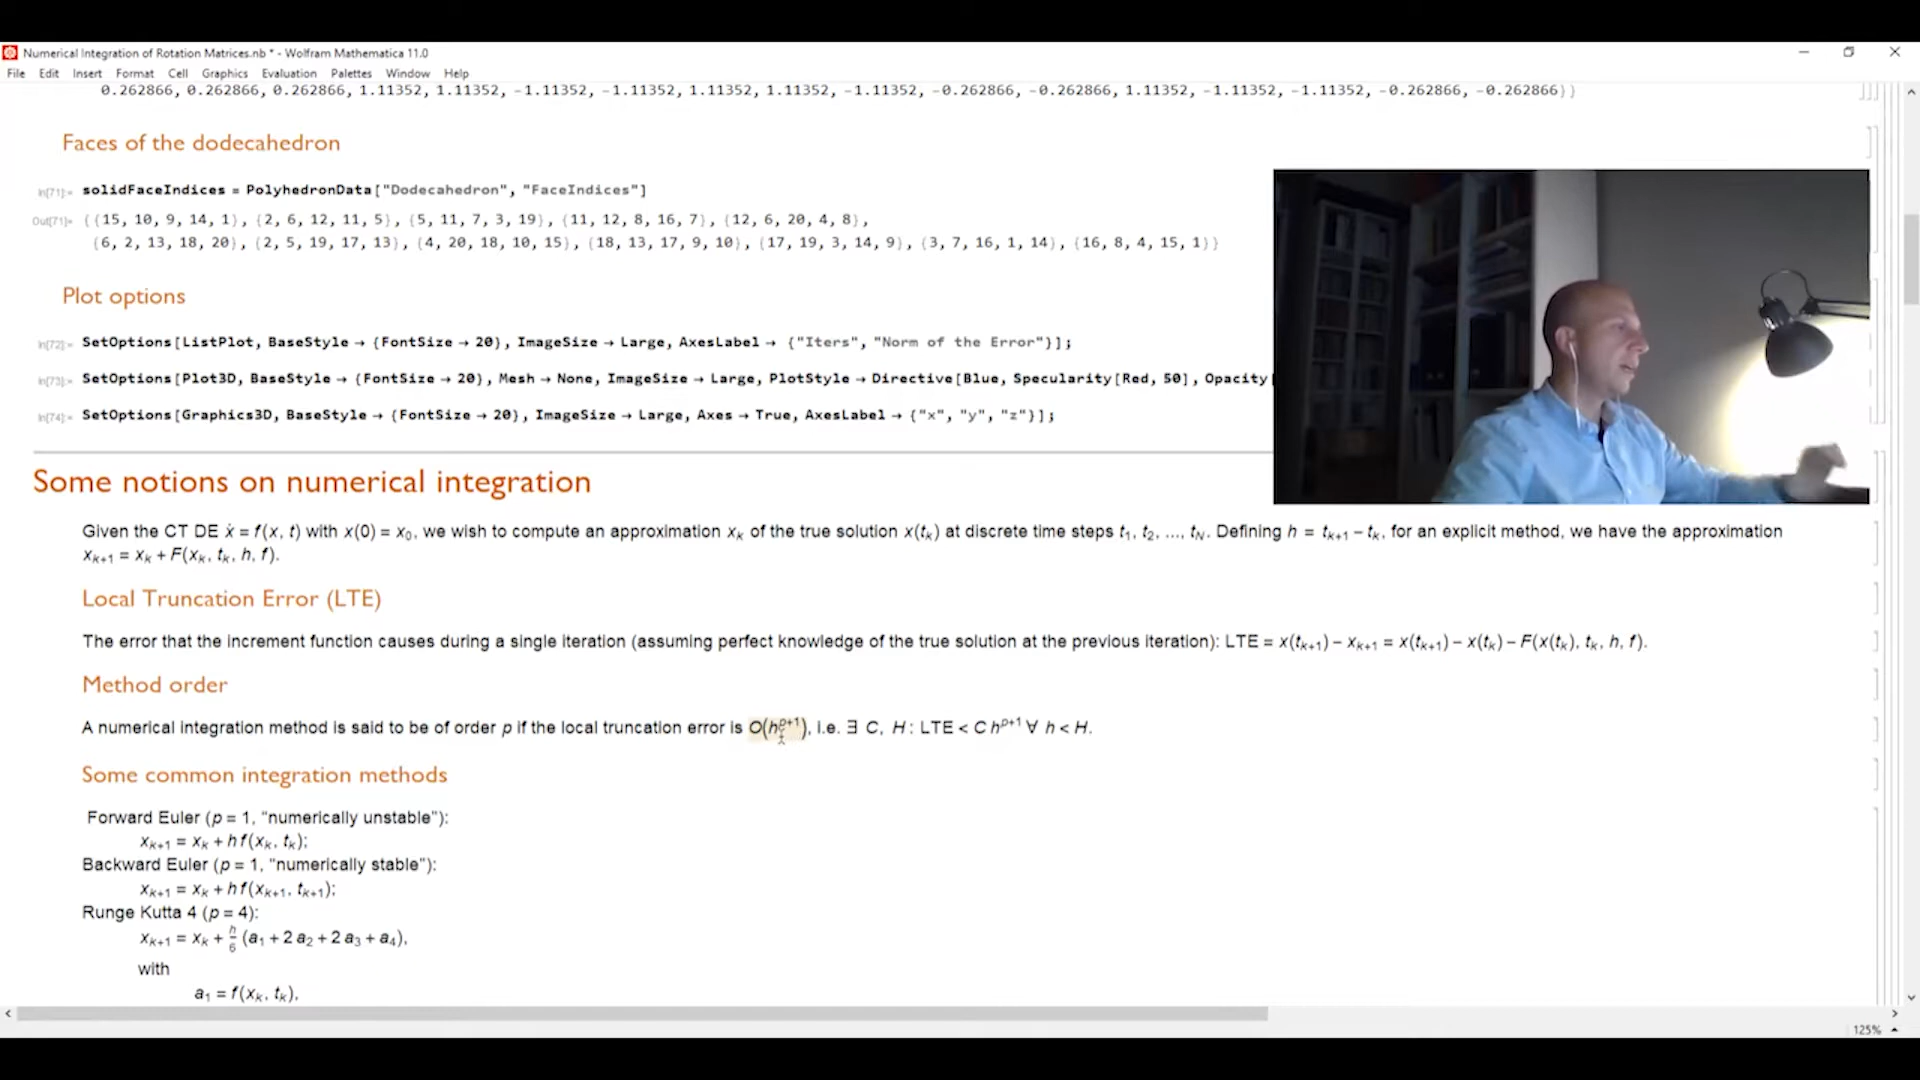 Numerical Integration of Rotation Matrices.nb * - Wolfram Mathematica 11.0
File Edit Insert Format Cell Graphics Evaluation Palettes Window Help
0.262866, 0.262866, 0.262866, 1.11352, 1.11352, -1.11352, -1.11352, 1.11352, 1.11352, -1.11352, -0.262866, -0.262866, 1.11352, -1.11352, -1.11352, -0.262866, -0.262866}}
Faces of the dodecahedron
In[71]:= solidFaceIndices = PolyhedronData["Dodecahedron", "FaceIndices"]
Out[71]= {{15, 10, 9, 14, 1}, {2, 6, 12, 11, 5}, {5, 11, 7, 3, 19}, {11, 12, 8, 16, 7}, {12, 6, 20, 4, 8},
{6, 2, 13, 18, 20}, {2, 5, 19, 17, 13}, {4, 20, 18, 10, 15}, {18, 13, 17, 9, 10}, {17, 19, 3, 14, 9}, {3, 7, 16, 1, 14}, {16, 8, 4, 15, 1}}
Plot options
In[72]:= SetOptions[ListPlot, BaseStyle → {FontSize → 20}, ImageSize → Large, AxesLabel → {"Iters", "Norm of the Error"}];
In[73]:= SetOptions[Plot3D, BaseStyle → {FontSize → 20}, Mesh → None, ImageSize → Large, PlotStyle → Directive[Blue, Specularity[Red, 50], Opacity[
In[74]:= SetOptions[Graphics3D, BaseStyle → {FontSize → 20}, ImageSize → Large, Axes → True, AxesLabel → {"x", "y", "z"}];
Some notions on numerical integration
Given the CT DE ẋ = f(x, t) with x(0) = x₀, we wish to compute an approximation xₖ of the true solution x(tₖ) at discrete time steps t₁, t₂, ..., t_N. Defining h = tₖ₊₁ − tₖ, for an explicit method, we have the approximation
xₖ₊₁ = xₖ + F(xₖ, tₖ, h, f).
Local Truncation Error (LTE)
The error that the increment function causes during a single iteration (assuming perfect knowledge of the true solution at the previous iteration): LTE = x(tₖ₊₁) − xₖ₊₁ = x(tₖ₊₁) − x(tₖ) − F(x(tₖ), tₖ, h, f).
Method order
A numerical integration method is said to be of order p if the local truncation error is O(hᵖ⁺¹), i.e. ∃ C, H : LTE < C hᵖ⁺¹ ∀ h < H.
Some common integration methods
Forward Euler (p = 1, "numerically unstable"):
xₖ₊₁ = xₖ + h f(xₖ, tₖ);
Backward Euler (p = 1, "numerically stable"):
xₖ₊₁ = xₖ + h f(xₖ₊₁, tₖ₊₁);
Runge Kutta 4 (p = 4):
xₖ₊₁ = xₖ + h/6 (a₁ + 2 a₂ + 2 a₃ + a₄),
with
a₁ = f(xₖ, tₖ),
125%